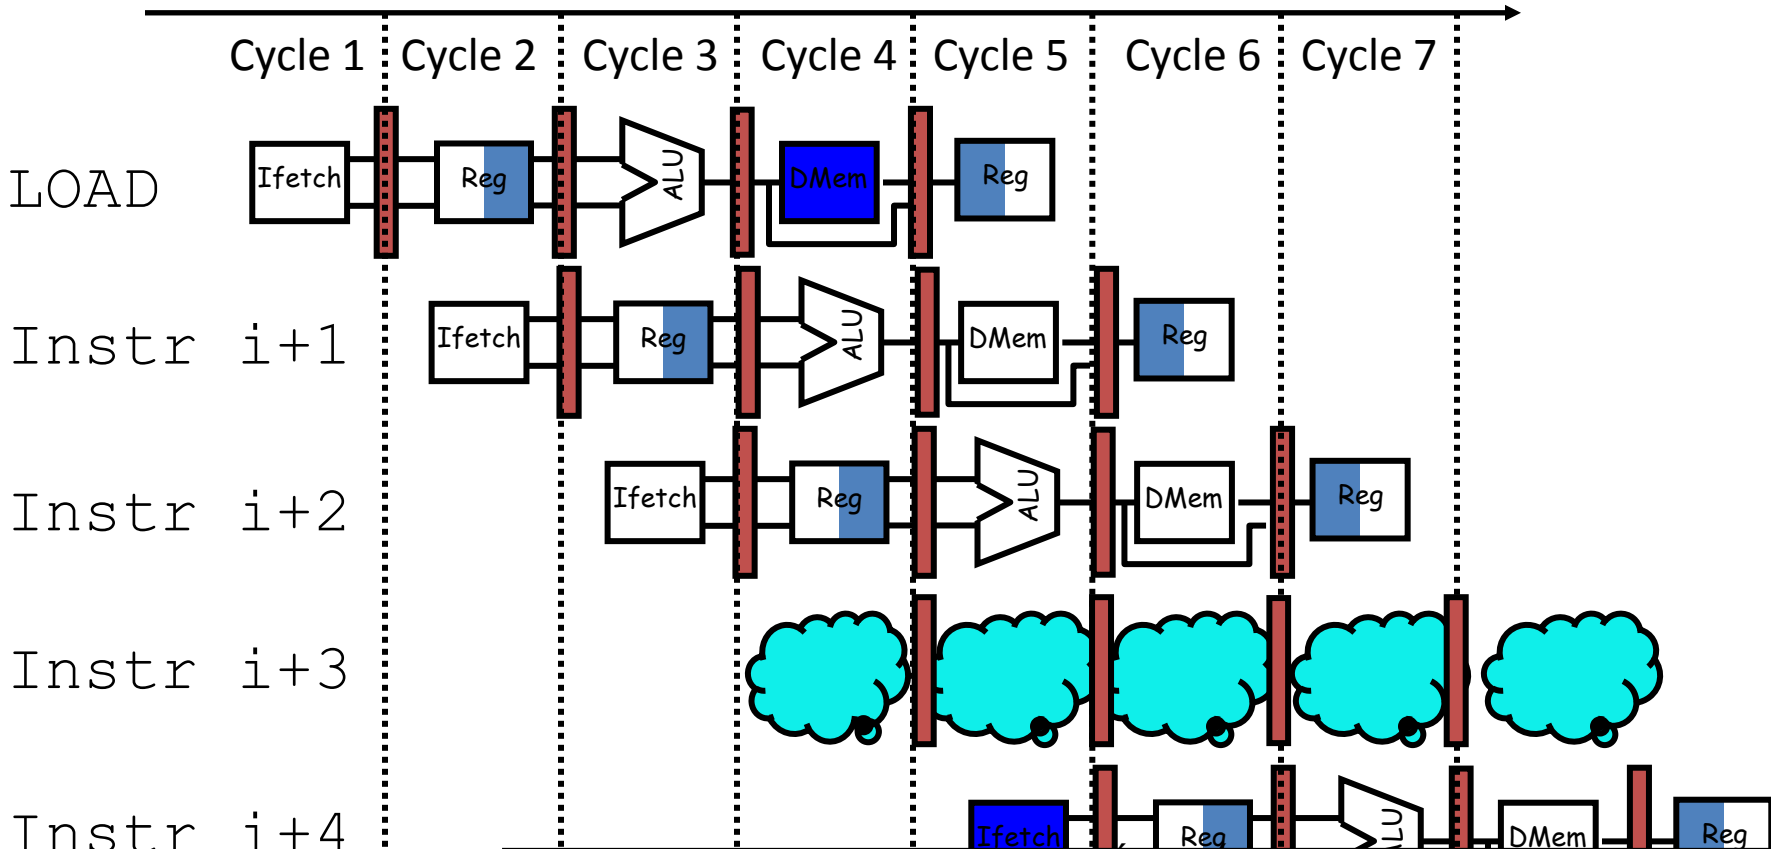 Cycle 1 Cycle 2 Cycle 3 Cycle 4 Cycle 5 Cycle 6 Cycle 7
LOAD Ifetch Reg ALU DMem Reg
Instr i+1 Ifetch Reg ALU DMem Reg
Instr i+2 Ifetch Reg ALU DMem Reg
Instr i+3
Instr i+4 Ifetch Reg ALU DMem Reg